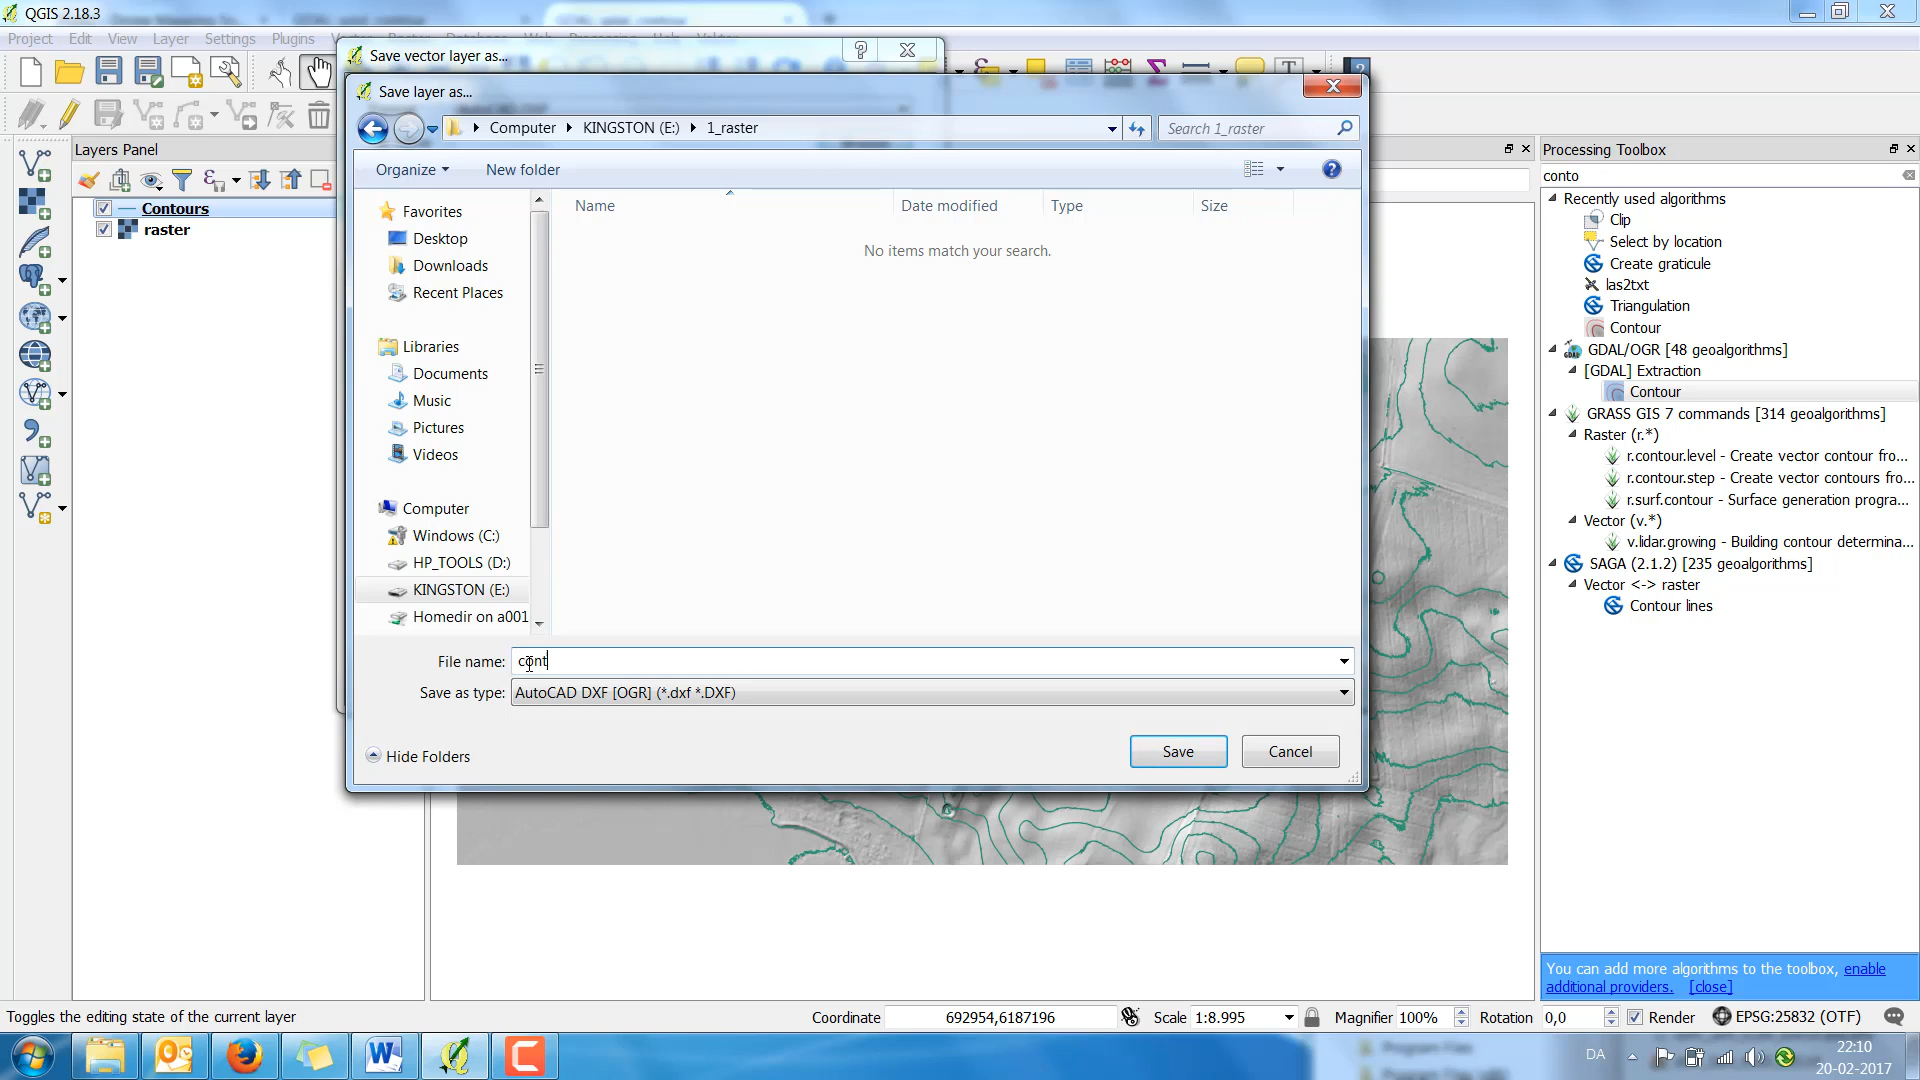 QGIS 2.18.3
Project Edit View Layer Settings Plugins Vector Raster Database Web Processing
Save vector layer as...
Save layer as...
Computer KINGSTON (E:) 1_raster
Search 1_raster
Organize New folder
Layers Panel
Contours
raster
Favorites
Desktop
Downloads
Recent Places
Libraries
Documents
Music
Pictures
Videos
Computer
Windows (C:)
HP_TOOLS (D:)
KINGSTON (E:)
Homedir on a001
Name Date modified Type Size
No items match your search.
File name: cont
Save as type: AutoCAD DXF [OGR] (*.dxf *.DXF)
Hide Folders
Save Cancel
Processing Toolbox
conto
Recently used algorithms
Clip
Select by location
Create graticule
las2txt
Triangulation
Contour
GDAL/OGR [48 geoalgorithms]
[GDAL] Extraction
Contour
GRASS GIS 7 commands [314 geoalgorithms]
Raster (r.*)
r.contour.level - Create vector contour fro...
r.contour.step - Create vector contours fro...
r.surf.contour - Surface generation progra...
Vector (v.*)
v.lidar.growing - Building contour determina...
SAGA (2.1.2) [235 geoalgorithms]
Vector <-> raster
Contour lines
You can add more algorithms to the toolbox, enable
additional providers. [close]
Toggles the editing state of the current layer
Coordinate 692954,6187196 Scale 1:8.995 Magnifier 100% Rotation 0,0 Render EPSG:25832 (OTF)
DA
22:10
20-02-2017